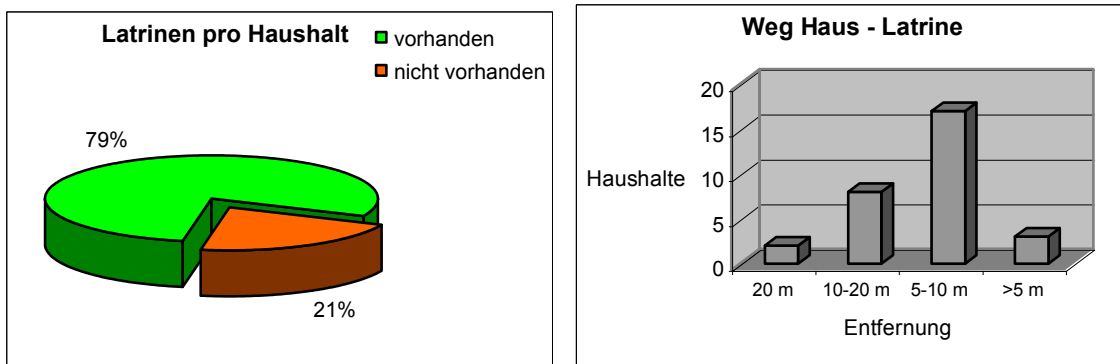 Latrinen pro Haushalt
vorhanden
nicht vorhanden
79%
21%
Weg Haus - Latrine
20
15
10
5
0
Haushalte
20 m 10-20 m 5-10 m >5 m
Entfernung